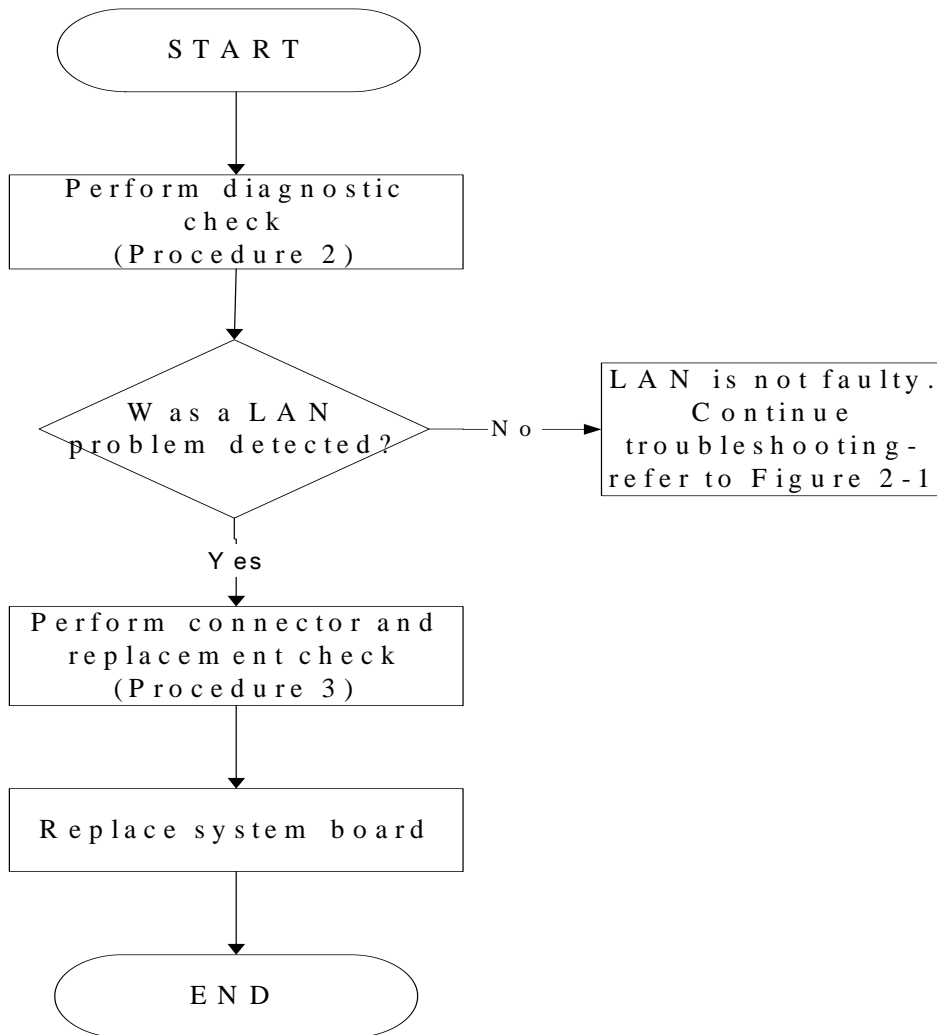 START
Perform diagnostic
check
(Procedure 2)
Was a LAN
problem detected?
No
LAN is not faulty.
Continue
troubleshooting-
refer to Figure 2-1
Yes
Perform connector and
replacement check
(Procedure 3)
Replace system board
END